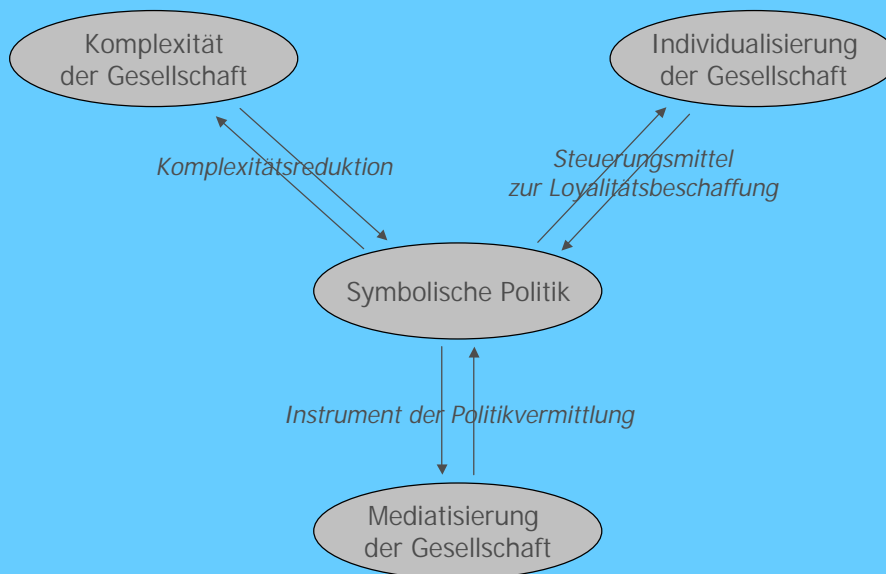 Komplexität
der Gesellschaft
Individualisierung
der Gesellschaft
Komplexitätsreduktion
Steuerungsmittel
zur Loyalitätsbeschaffung
Symbolische Politik
Instrument der Politikvermittlung
Mediatisierung
der Gesellschaft